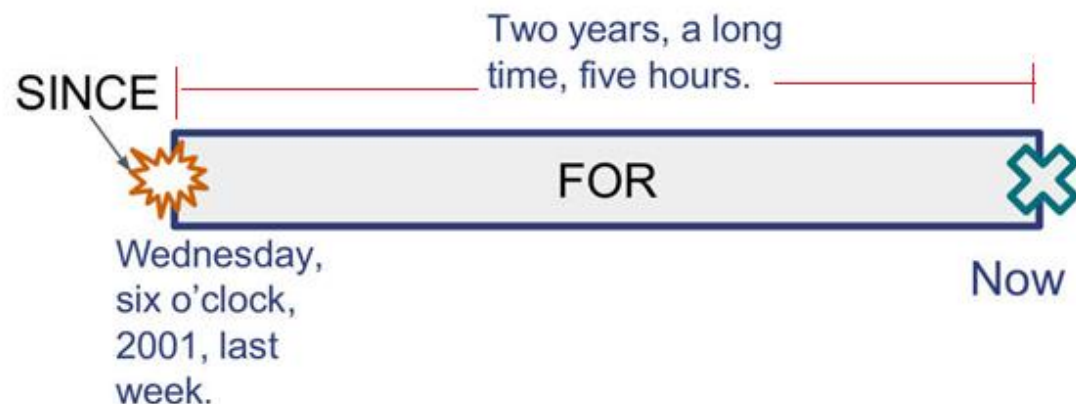 Two years, a long
time, five hours.
SINCE
FOR
Wednesday,
six o’clock,
2001, last
week.
Now